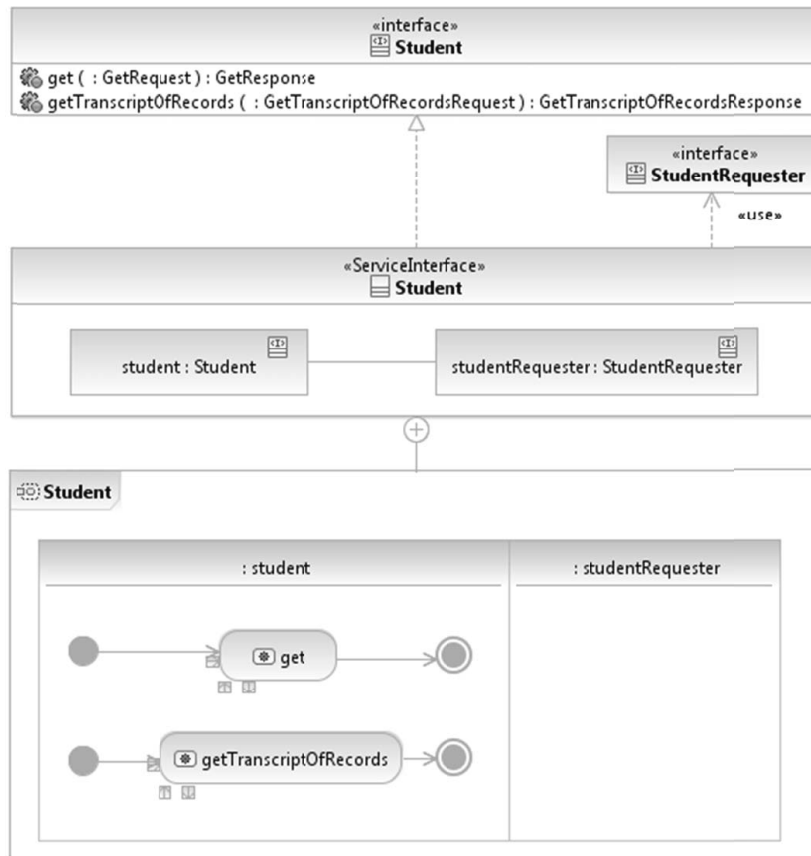 «interface»
Student
get ( : GetRequest ) : GetResponse
getTranscriptOfRecords ( : GetTranscriptOfRecordsRequest ) : GetTranscriptOfRecordsResponse
«interface»
StudentRequester
«use»
«ServiceInterface»
Student
student : Student
studentRequester : StudentRequester
Student
: student
: studentRequester
get
getTranscriptOfRecords